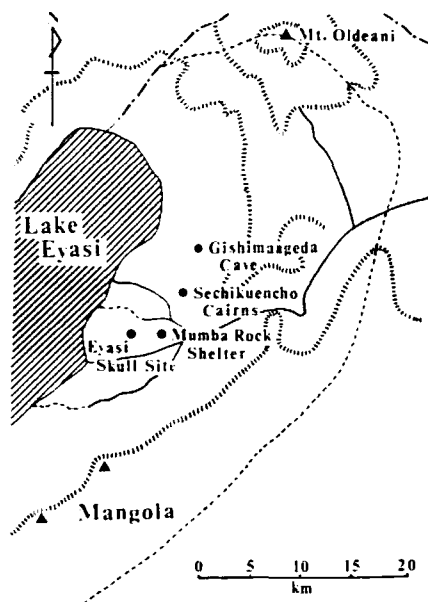 Mt. Oldeani
Lake
Eyasi
Gishimangeda
Cave
Sechikuencho
Cairns
Eyasi
Skull Site
Mumba Rock
Shelter
Mangola
0 5 10 15 20
km